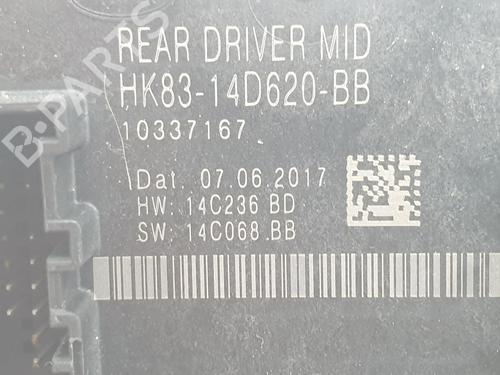 REAR DRIVER MID
HK83-14D620-BB
10337167
Dat. 07.06.2017
HW: 14C236 BD
SW: 14C068 BB
B-PARTS